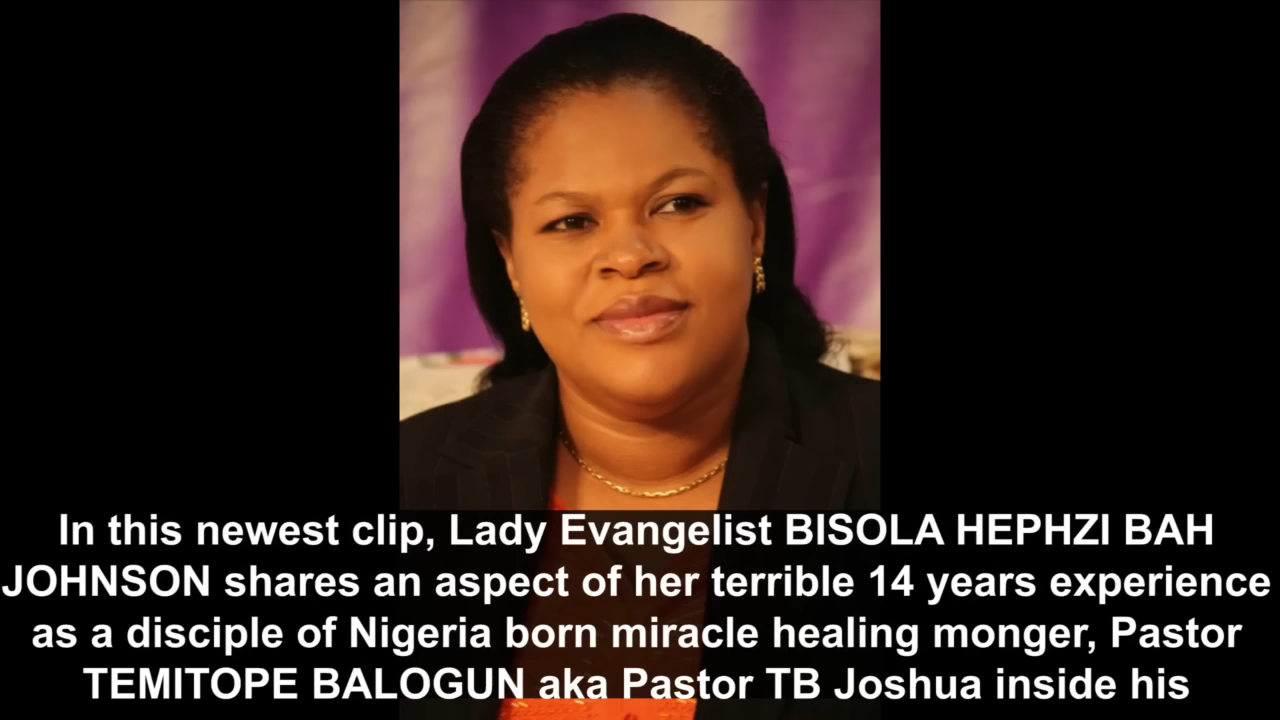 In this newest clip, Lady Evangelist BISOLA HEPHZI BAH
JOHNSON shares an aspect of her terrible 14 years experience
as a disciple of Nigeria born miracle healing monger, Pastor
TEMITOPE BALOGUN aka Pastor TB Joshua inside his